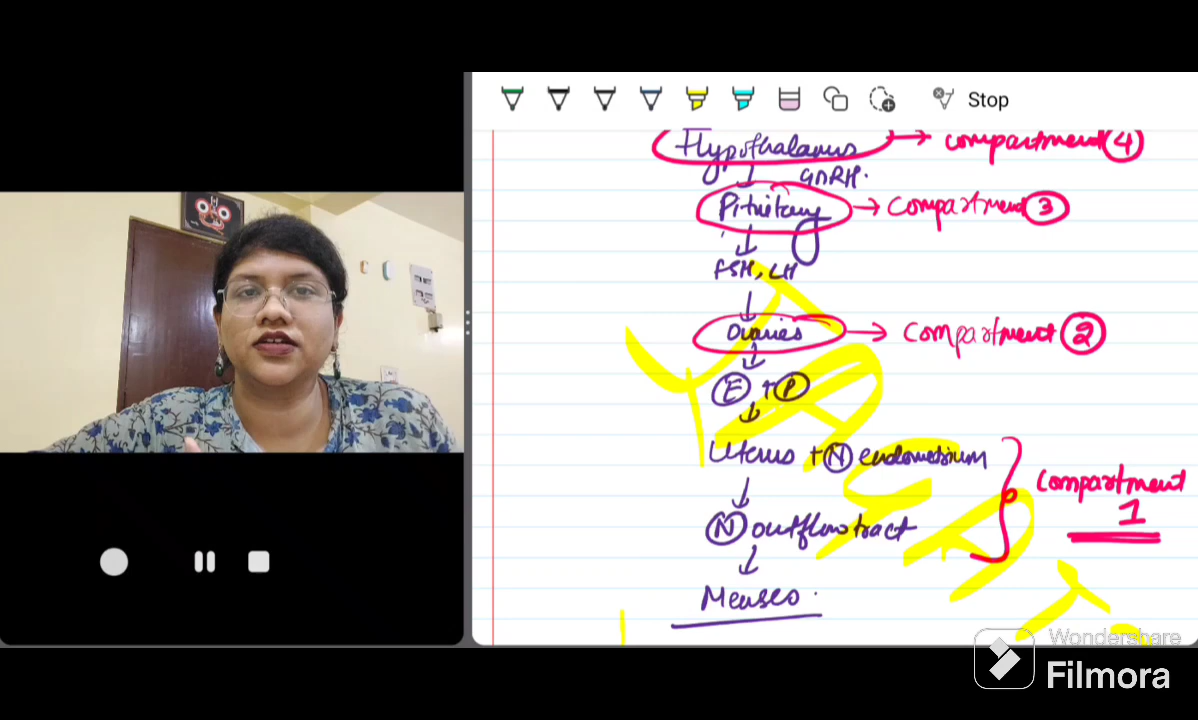 Stop
Hypothalamus → compartment 4
↓ GnRH.
Pituitary → compartment 3
↓
FSH, LH
↓
Ovaries → compartment 2
↓
E + P
↓
Uterus + N endometrium
compartment 1
↓
N outflow tract
↓
Menses.
Wondershare
Filmora